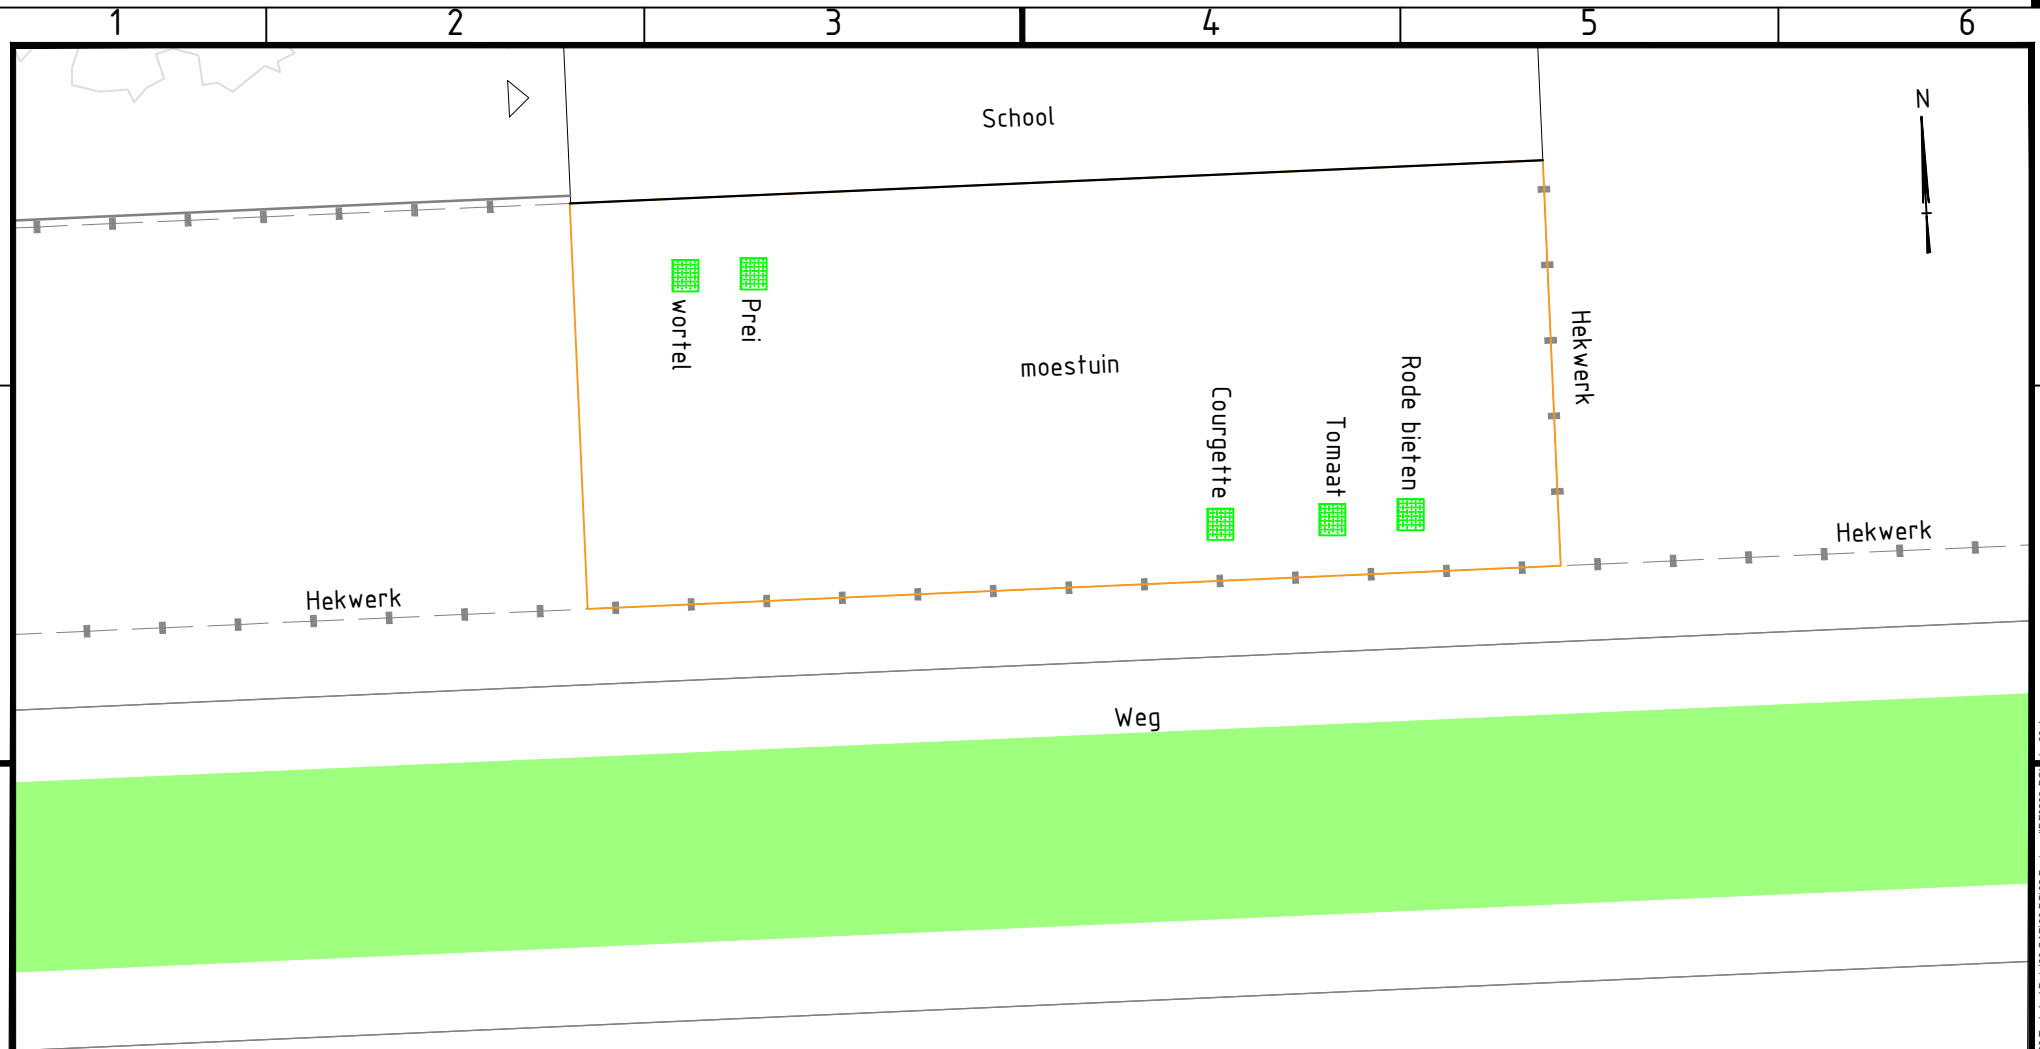 1 2 3 4 5 6
School
N
wortel
Prei
moestuin
Hekwerk
Courgette
Tomaat
Rode bieten
Hekwerk
Hekwerk
Weg